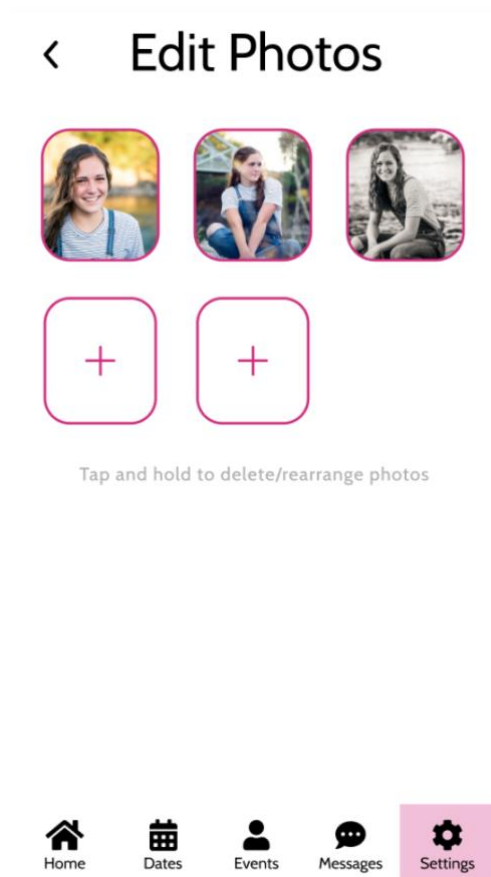 Edit Photos
Tap and hold to delete/rearrange photos
Home Dates Events Messages Settings